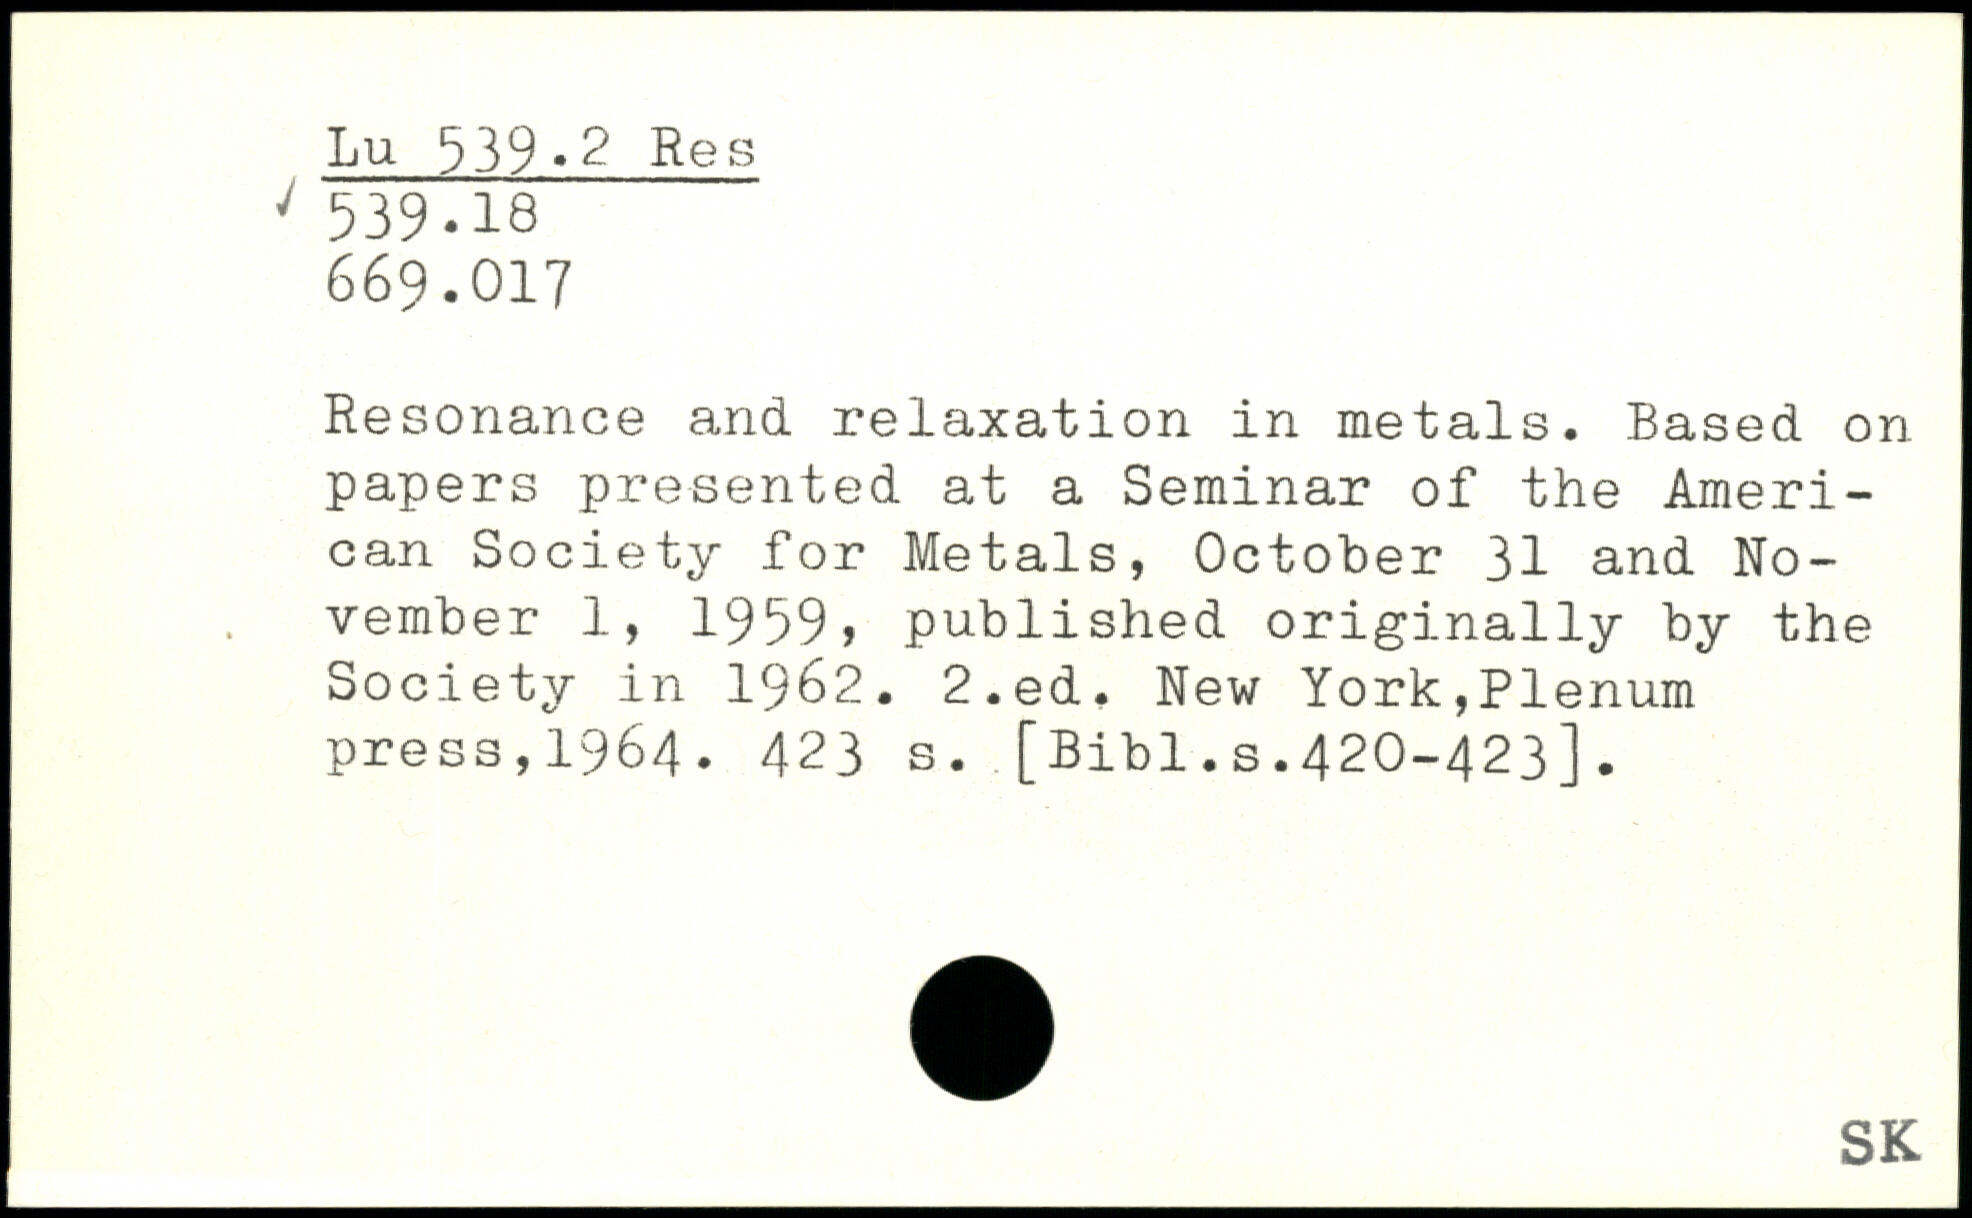 Lu 539.2 Res
✓ 539.18
669.017
Resonance and relaxation in metals. Based on
papers presented at a Seminar of the Ameri-
can Society for Metals, October 31 and No-
vember 1, 1959, published originally by the
Society in 1962. 2.ed. New York,Plenum
press,1964. 423 s. [Bibl.s.420-423].
SK